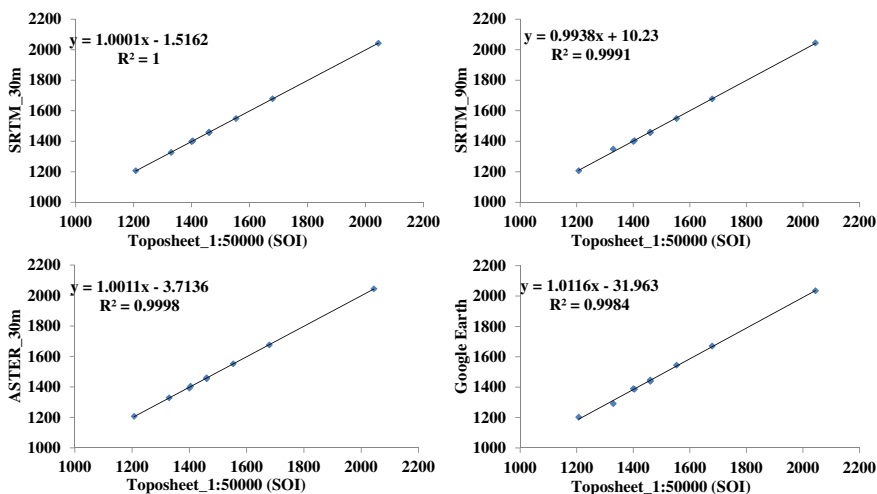 2200
2000
1800
1600
1400
1200
1000
SRTM_30m
y = 1.0001x - 1.5162
R² = 1
1000 1200 1400 1600 1800 2000 2200
Toposheet_1:50000 (SOI)
2200
2000
1800
1600
1400
1200
1000
SRTM_90m
y = 0.9938x + 10.23
R² = 0.9991
1000 1200 1400 1600 1800 2000 2200
Toposheet_1:50000 (SOI)
2200
2000
1800
1600
1400
1200
1000
ASTER_30m
y = 1.0011x - 3.7136
R² = 0.9998
1000 1200 1400 1600 1800 2000 2200
Toposheet_1:50000 (SOI)
2200
2000
1800
1600
1400
1200
1000
Google Earth
y = 1.0116x - 31.963
R² = 0.9984
1000 1200 1400 1600 1800 2000 2200
Toposheet_1:50000 (SOI)